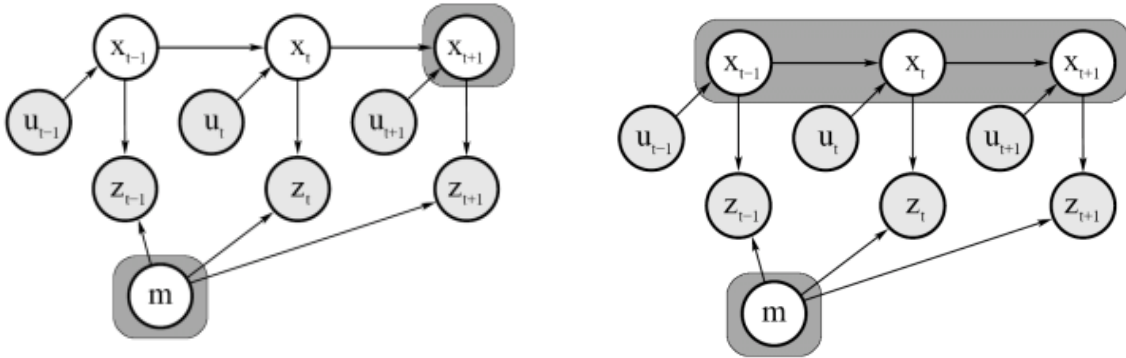 x_{t−1} x_t x_{t+1} x_{t−1} x_t x_{t+1}
u_{t−1} u_t u_{t+1} u_{t−1} u_t u_{t+1}
z_{t−1} z_t z_{t+1} z_{t−1} z_t z_{t+1}
m m